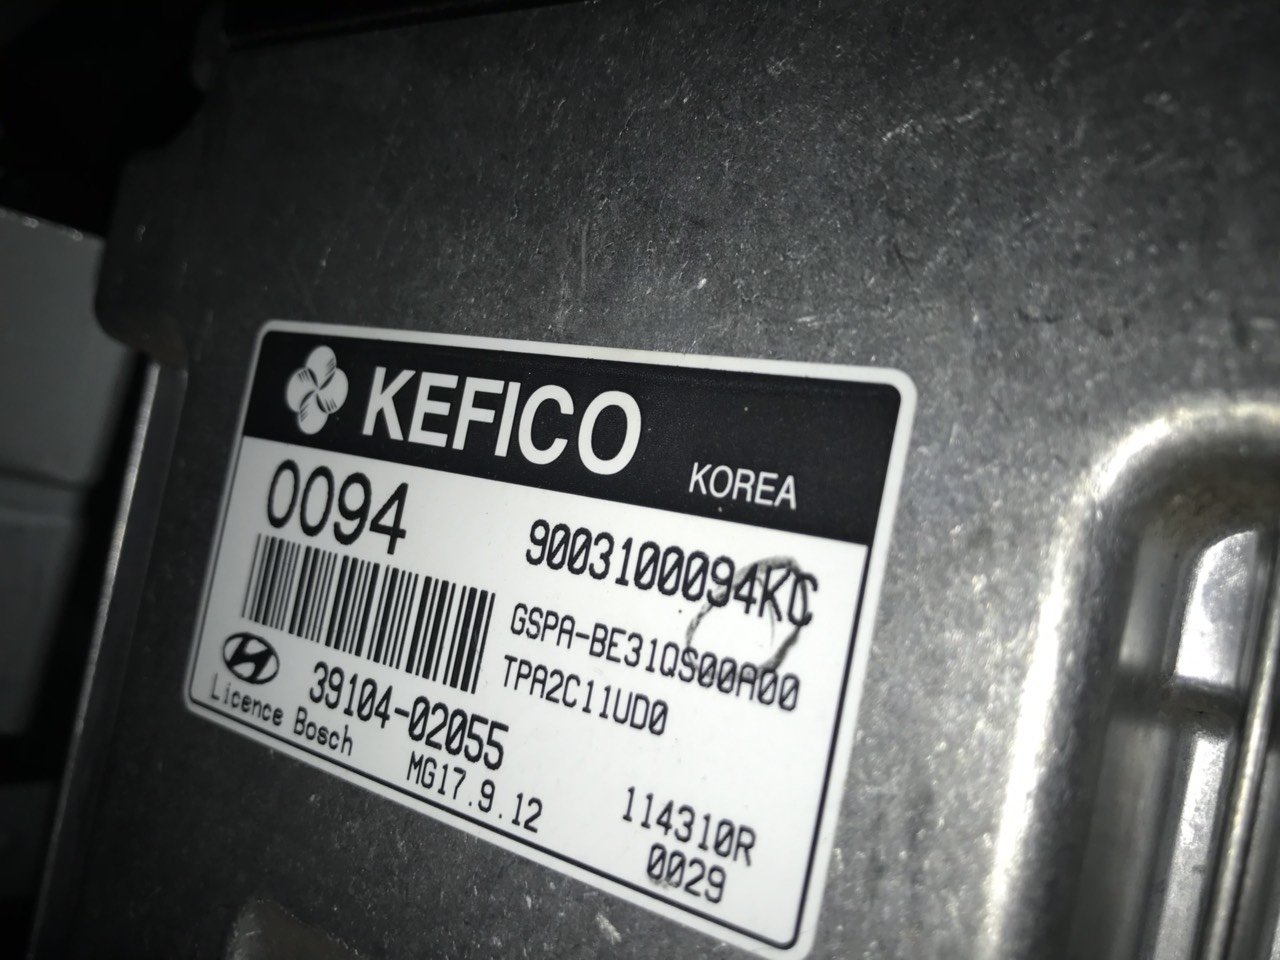 KEFICO KOREA
0094
9003100094KC
GSPA-BE31QS00A00
TPA2C11UD0
39104-02055
Licence Bosch
MG17.9.12
114310R
0029